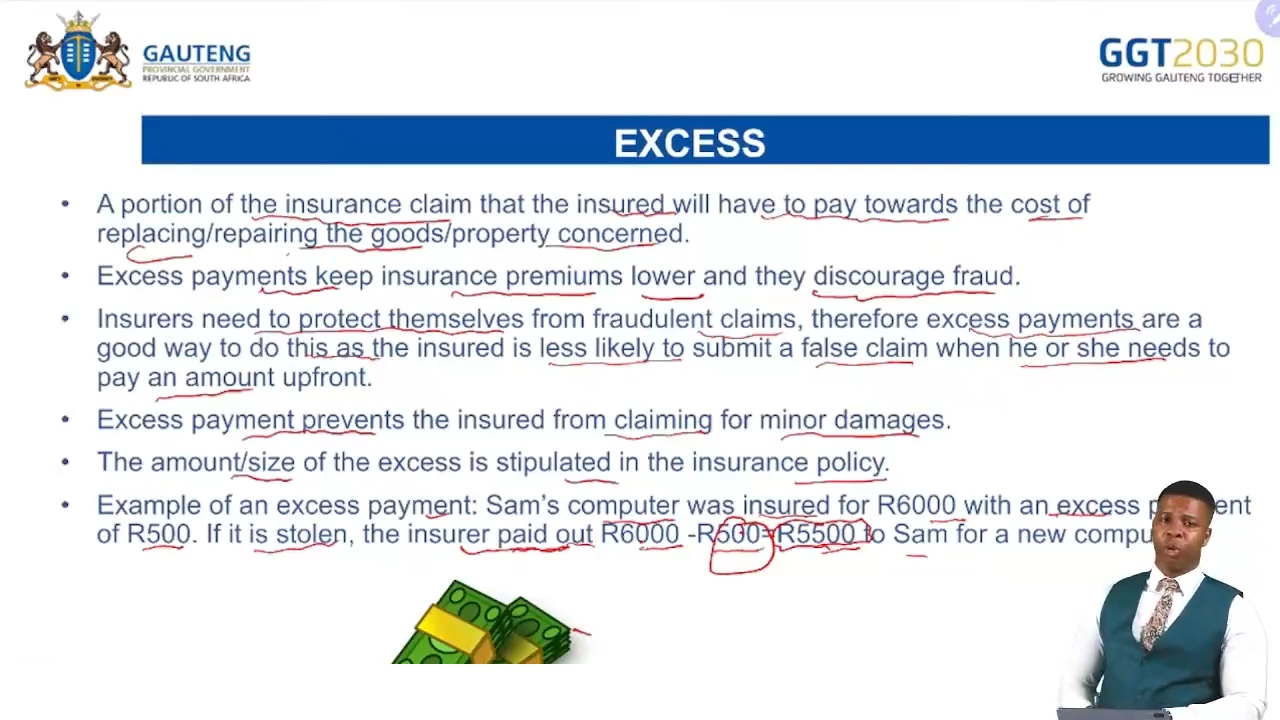 GAUTENG
PROVINCIAL GOVERNMENT
REPUBLIC OF SOUTH AFRICA
GGT2030
GROWING GAUTENG TOGETHER
EXCESS
• A portion of the insurance claim that the insured will have to pay towards the cost of
replacing/repairing the goods/property concerned.
• Excess payments keep insurance premiums lower and they discourage fraud.
• Insurers need to protect themselves from fraudulent claims, therefore excess payments are a
good way to do this as the insured is less likely to submit a false claim when he or she needs to
pay an amount upfront.
• Excess payment prevents the insured from claiming for minor damages.
• The amount/size of the excess is stipulated in the insurance policy.
• Example of an excess payment: Sam's computer was insured for R6000 with an excess
of R500. If it is stolen, the insurer paid out R6000 -R500=R5500 to Sam for a new